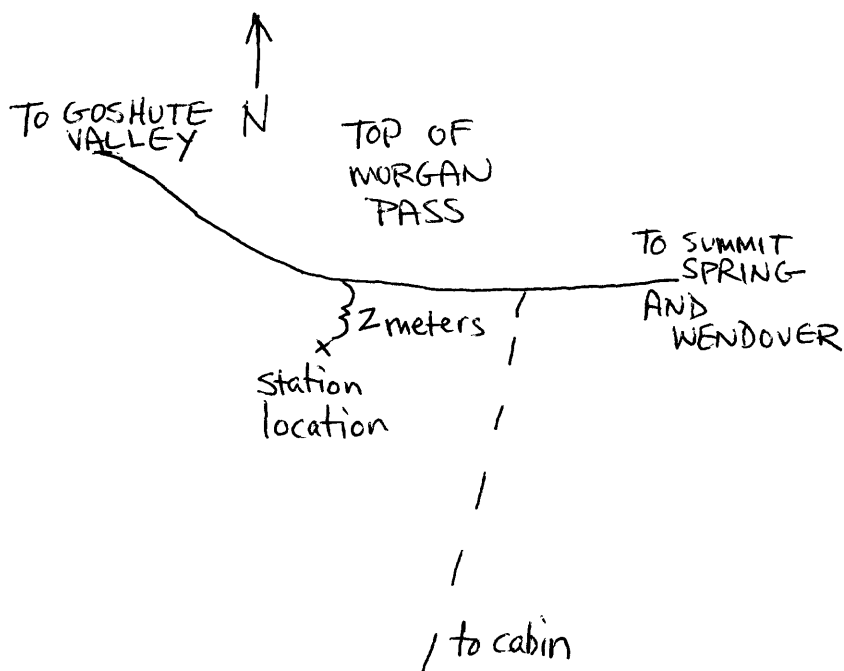 TO GOSHUTE
VALLEY
N
TOP OF
MORGAN
PASS
TO SUMMIT
SPRING
AND
WENDOVER
2 meters
x
station
location
to cabin